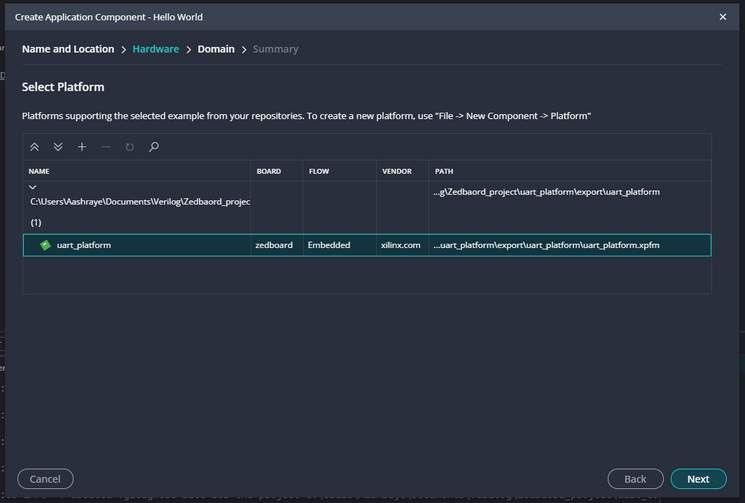 Create Application Component - Hello World
Name and Location > Hardware > Domain > Summary
Select Platform
Platforms supporting the selected example from your repositories. To create a new platform, use "File -> New Component -> Platform"
NAME BOARD FLOW VENDOR PATH
...g\Zedbaord_project\uart_platform\export\uart_platform
C:\Users\Aashraye\Documents\Verilog\Zedbaord_projec
(1)
uart_platform zedboard Embedded xilinx.com ...uart_platform\export\uart_platform\uart_platform.xpfm
Cancel Back Next